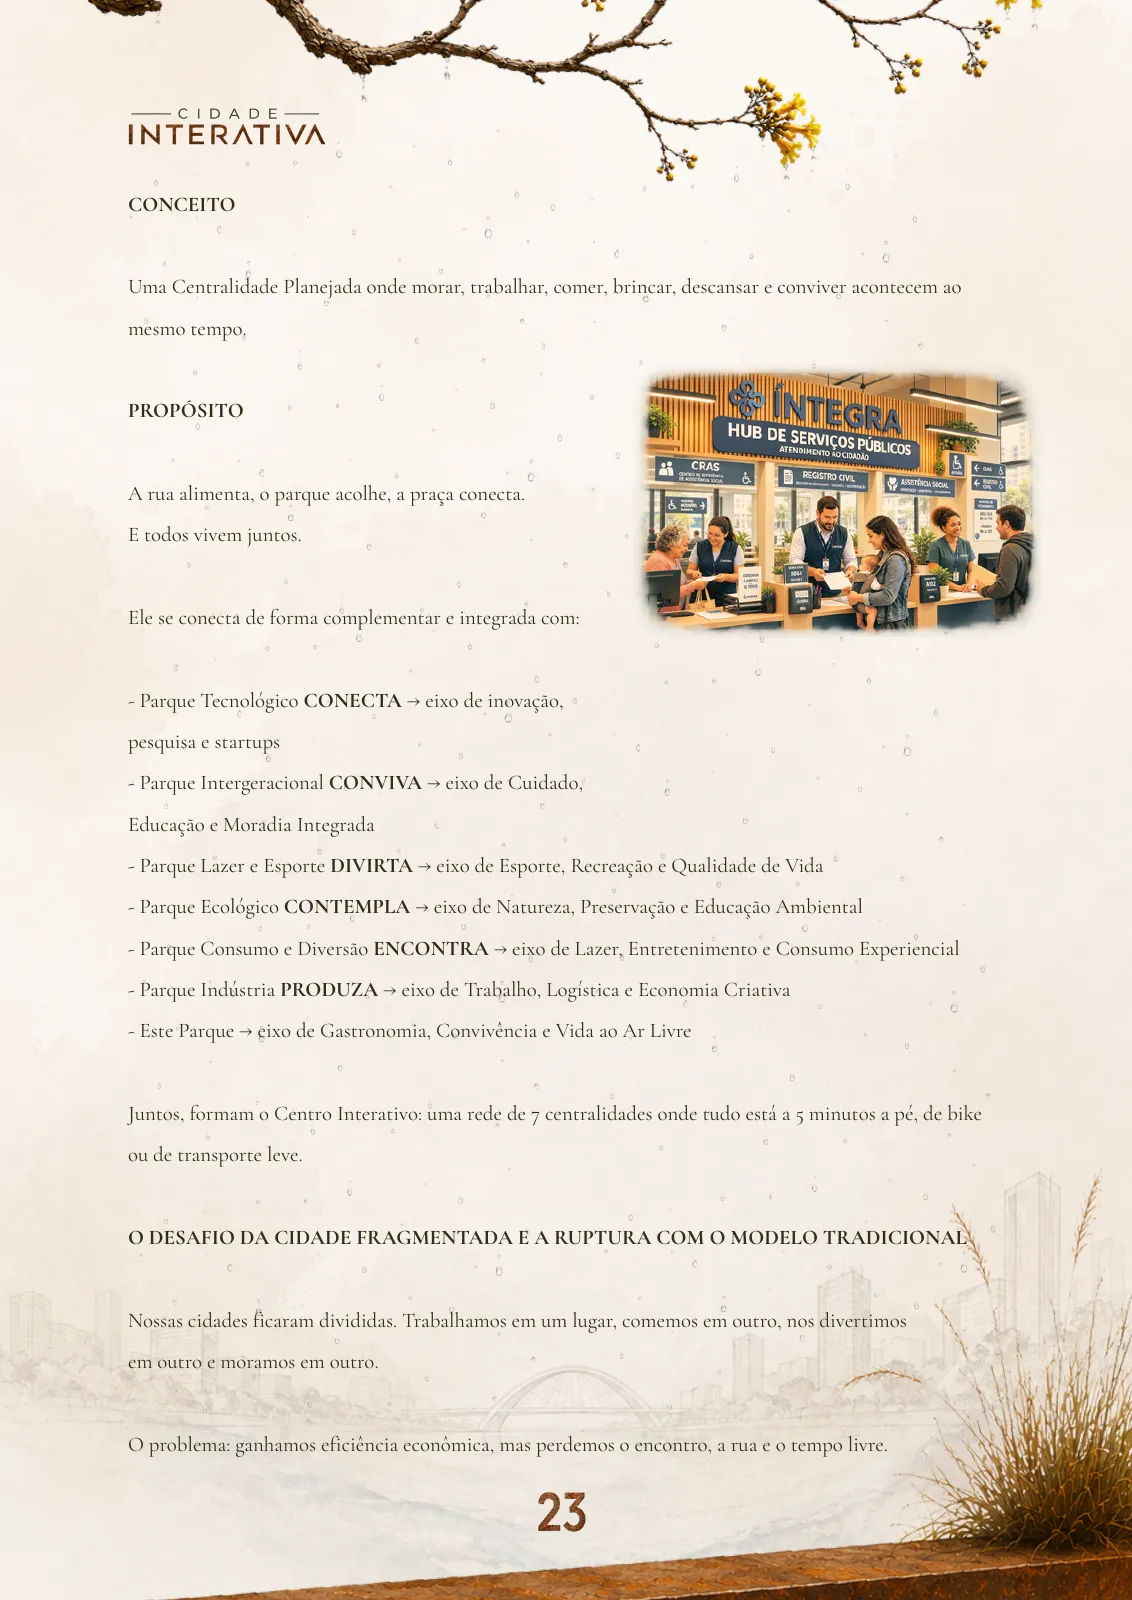 CIDADE
INTERATIVA
CONCEITO
Uma Centralidade Planejada onde morar, trabalhar, comer, brincar, descansar e conviver acontecem ao
mesmo tempo.
PROPÓSITO
A rua alimenta, o parque acolhe, a praça conecta.
E todos vivem juntos.
Ele se conecta de forma complementar e integrada com:
ÍNTEGRA
HUB DE SERVIÇOS PÚBLICOS
ATENDIMENTO AO CIDADÃO
CRAS
CENTRO DE REFERÊNCIA
DE ASSISTÊNCIA SOCIAL
REGISTRO CIVIL
ASSISTÊNCIA SOCIAL
- Parque Tecnológico CONECTA → eixo de inovação,
pesquisa e startups
- Parque Intergeracional CONVIVA → eixo de Cuidado,
Educação e Moradia Integrada
- Parque Lazer e Esporte DIVIRTA → eixo de Esporte, Recreação e Qualidade de Vida
- Parque Ecológico CONTEMPLA → eixo de Natureza, Preservação e Educação Ambiental
- Parque Consumo e Diversão ENCONTRA → eixo de Lazer, Entretenimento e Consumo Experiencial
- Parque Indústria PRODUZA → eixo de Trabalho, Logística e Economia Criativa
- Este Parque → eixo de Gastronomia, Convivência e Vida ao Ar Livre
Juntos, formam o Centro Interativo: uma rede de 7 centralidades onde tudo está a 5 minutos a pé, de bike
ou de transporte leve.
O DESAFIO DA CIDADE FRAGMENTADA E A RUPTURA COM O MODELO TRADICIONAL
Nossas cidades ficaram divididas. Trabalhamos em um lugar, comemos em outro, nos divertimos
em outro e moramos em outro.
O problema: ganhamos eficiência econômica, mas perdemos o encontro, a rua e o tempo livre.
23